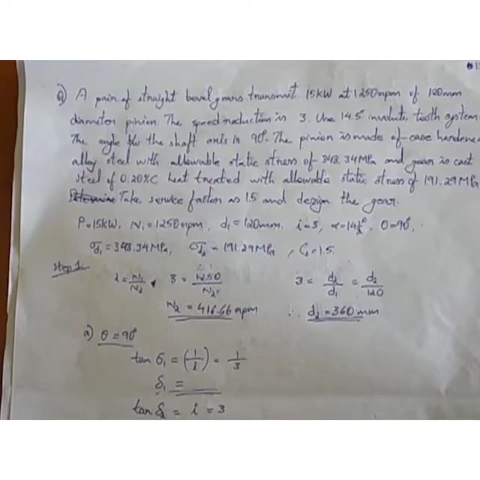 Q) A pair of straight bevel gears transmit 15KW at 1250rpm of 120mm
diameter pinion. The speed reduction is 3. Use 14.5 involute tooth system
The angle b/w the shaft axis is 90°. The pinion is made of case hardened
alloy steel with allowable static stress of 343.34MPa and gear is cast
steel of 0.20%C heat treated with allowable static stress of 191.29MPa
Take service factor as 1.5 and design the gear.
P=15KW, N₁=1250rpm, d₁=120mm, i=3, α=14½°, θ=90°,
σd₁=343.34MPa, σd₂=191.29MPa, Cs=1.5.
Step 1: i = N₁/N₂, 3 = 1250/N₂, 3 = d₂/d₁ = d₂/120
N₂ = 416.66 rpm ∴ d₂ = 360 mm
a) θ=90°
tan δ₁ = (1/i) = 1/3
δ₁ =
tan δ₂ = i = 3